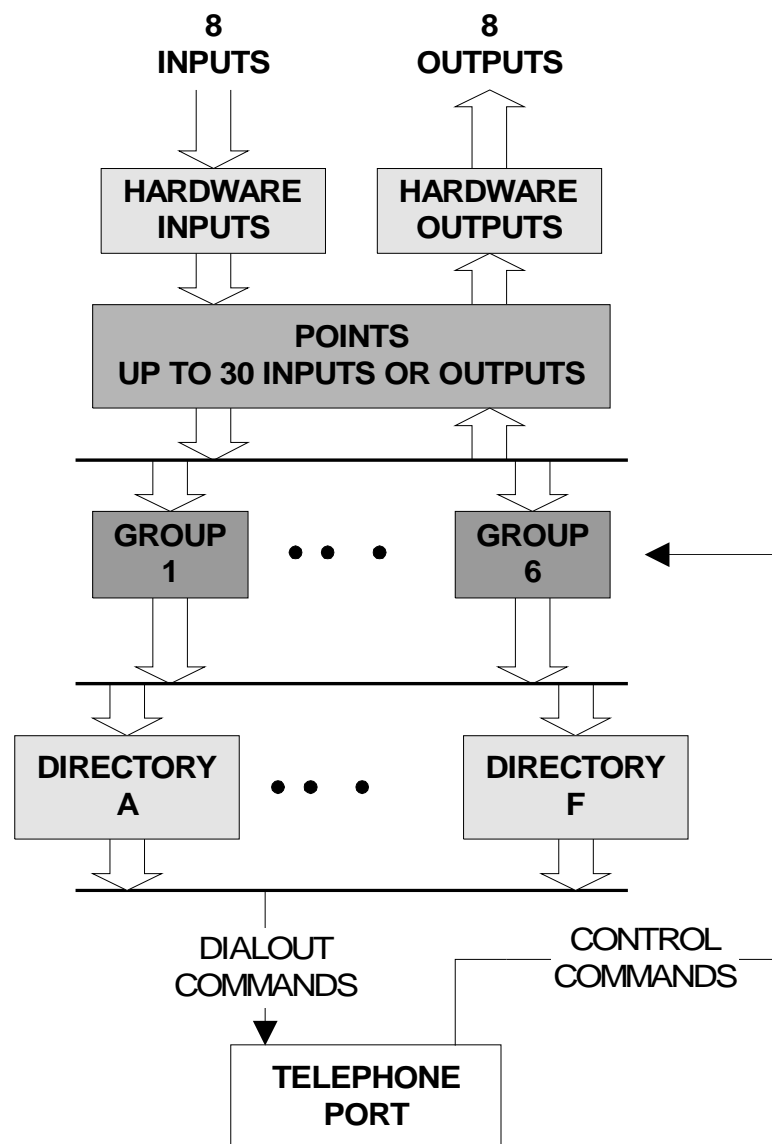 8
INPUTS
8
OUTPUTS
HARDWARE
INPUTS
HARDWARE
OUTPUTS
POINTS
UP TO 30 INPUTS OR OUTPUTS
GROUP
1
GROUP
6
DIRECTORY
A
DIRECTORY
F
DIALOUT
COMMANDS
CONTROL
COMMANDS
TELEPHONE
PORT